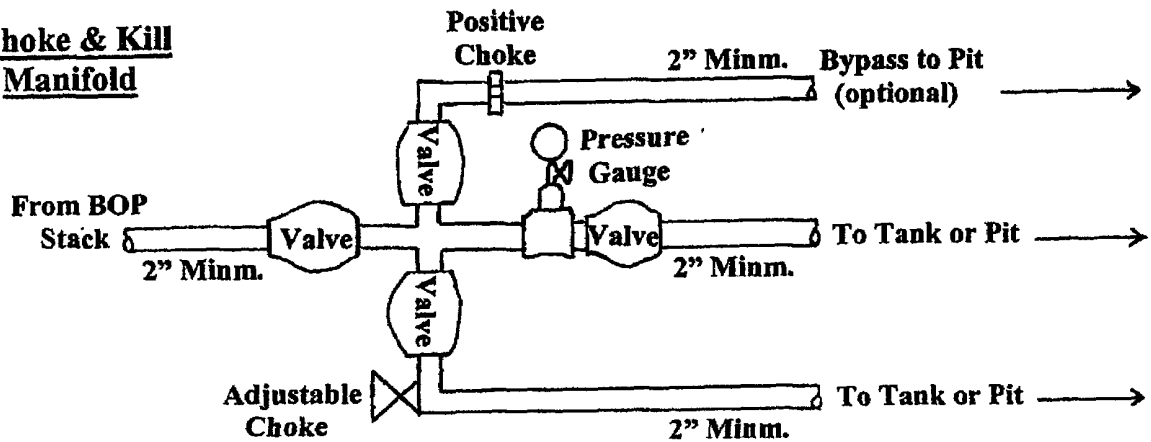 hoke & Kill
Manifold
Positive
Choke
2” Minm.
Bypass to Pit
(optional)
Valve
Pressure
Gauge
From BOP
Stack
Valve
Valve
To Tank or Pit
2” Minm.
2” Minm.
Valve
Adjustable
Choke
To Tank or Pit
2” Minm.